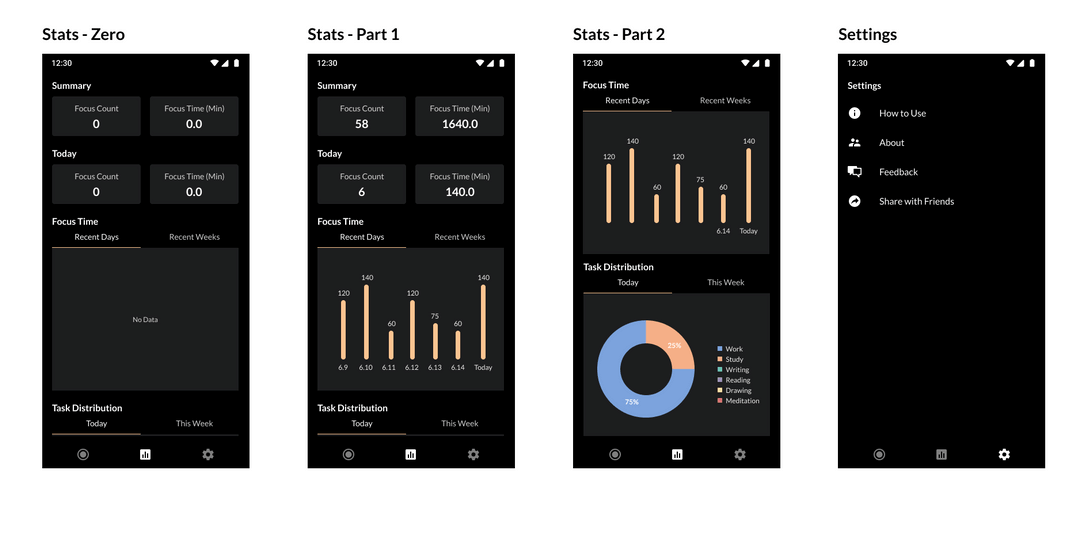 Stats - Zero
12:30
Summary
Focus Count
0
Focus Time (Min)
0.0
Today
Focus Count
0
Focus Time (Min)
0.0
Focus Time
Recent Days
Recent Weeks
No Data
Task Distribution
Today
This Week
Stats - Part 1
12:30
Summary
Focus Count
58
Focus Time (Min)
1640.0
Today
Focus Count
6
Focus Time (Min)
140.0
Focus Time
Recent Days
Recent Weeks
120
140
60
120
75
60
140
6.9
6.10
6.11
6.12
6.13
6.14
Today
Task Distribution
Today
This Week
Stats - Part 2
12:30
Focus Time
Recent Days
Recent Weeks
120
140
60
120
75
60
140
6.14
Today
Task Distribution
Today
This Week
25%
75%
Work
Study
Writing
Reading
Drawing
Meditation
Settings
12:30
Settings
How to Use
About
Feedback
Share with Friends